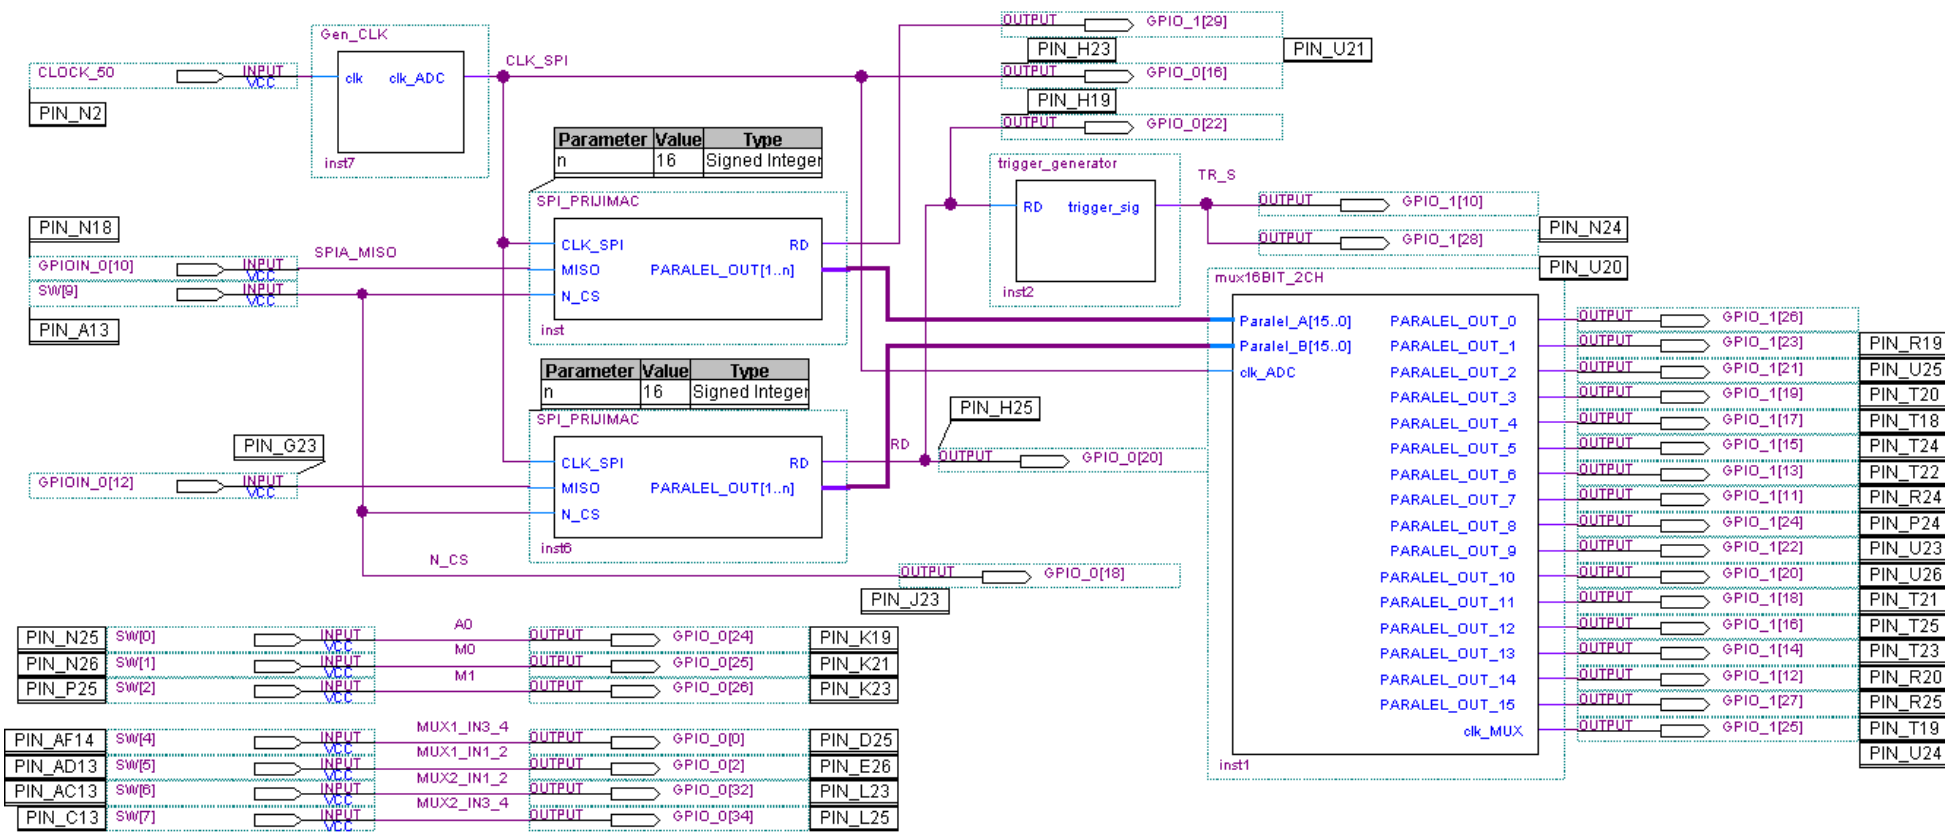 OUTPUT GPIO_1[29]
Gen_CLK
PIN_H23 PIN_U21
CLK_SPI
CLOCK_50 INPUT VCC clk clk_ADC OUTPUT GPIO_0[16]
PIN_N2 PIN_H19
OUTPUT GPIO_0[22]
Parameter Value Type
n 16 Signed Integer
inst7 trigger_generator
TR_S
SPI_PRIJIMAC RD trigger_sig OUTPUT GPIO_1[10]
PIN_N18 PIN_N24
CLK_SPI RD OUTPUT GPIO_1[28]
SPIA_MISO
GPIOIN_0[10] INPUT VCC MISO PARALEL_OUT[1..n] PIN_U20
mux16BIT_2CH
SW[9] INPUT VCC N_CS inst2
PIN_A13 inst
Paralel_A[15..0] PARALEL_OUT_0 OUTPUT GPIO_1[26]
Paralel_B[15..0] PARALEL_OUT_1 OUTPUT GPIO_1[23] PIN_R19
clk_ADC PARALEL_OUT_2 OUTPUT GPIO_1[21] PIN_U25
PARALEL_OUT_3 OUTPUT GPIO_1[19] PIN_T20
PARALEL_OUT_4 OUTPUT GPIO_1[17] PIN_T18
PARALEL_OUT_5 OUTPUT GPIO_1[15] PIN_T24
PARALEL_OUT_6 OUTPUT GPIO_1[13] PIN_T22
PARALEL_OUT_7 OUTPUT GPIO_1[11] PIN_R24
PARALEL_OUT_8 OUTPUT GPIO_1[24] PIN_P24
PARALEL_OUT_9 OUTPUT GPIO_1[22] PIN_U23
PARALEL_OUT_10 OUTPUT GPIO_1[20] PIN_U26
PARALEL_OUT_11 OUTPUT GPIO_1[18] PIN_T21
PARALEL_OUT_12 OUTPUT GPIO_1[16] PIN_T25
PARALEL_OUT_13 OUTPUT GPIO_1[14] PIN_T23
PARALEL_OUT_14 OUTPUT GPIO_1[12] PIN_R20
PARALEL_OUT_15 OUTPUT GPIO_1[27] PIN_R25
clk_MUX OUTPUT GPIO_1[25] PIN_T19
PIN_U24
inst1
Parameter Value Type
n 16 Signed Integer
SPI_PRIJIMAC
PIN_H25
PIN_G23
RD
CLK_SPI RD OUTPUT GPIO_0[20]
GPIOIN_0[12] INPUT VCC MISO PARALEL_OUT[1..n]
N_CS
inst6
N_CS
OUTPUT GPIO_0[18]
PIN_J23
A0
PIN_N25 SW[0] INPUT VCC OUTPUT GPIO_0[24] PIN_K19
M0
PIN_N26 SW[1] INPUT VCC OUTPUT GPIO_0[25] PIN_K21
M1
PIN_P25 SW[2] INPUT VCC OUTPUT GPIO_0[26] PIN_K23
MUX1_IN3_4
PIN_AF14 SW[4] INPUT VCC OUTPUT GPIO_0[0] PIN_D25
MUX1_IN1_2
PIN_AD13 SW[5] INPUT VCC OUTPUT GPIO_0[2] PIN_E26
MUX2_IN1_2
PIN_AC13 SW[6] INPUT VCC OUTPUT GPIO_0[32] PIN_L23
MUX2_IN3_4
PIN_C13 SW[7] INPUT VCC OUTPUT GPIO_0[34] PIN_L25